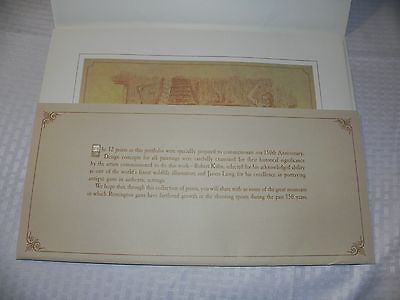 The 12 prints in this portfolio were specially prepared to commemorate our 150th Anniversary.
Design concepts for all paintings were carefully examined for their historical significance
by the artists commissioned to do this work—Robert Kuhn, selected for his acknowledged ability
as one of the world's finest wildlife illustrators and James Lang, for his excellence in portraying
antique guns in authentic settings.
We hope that, through this collection of prints, you will share with us some of the great moments
in which Remington guns have furthered growth in the shooting sports during the past 150 years.